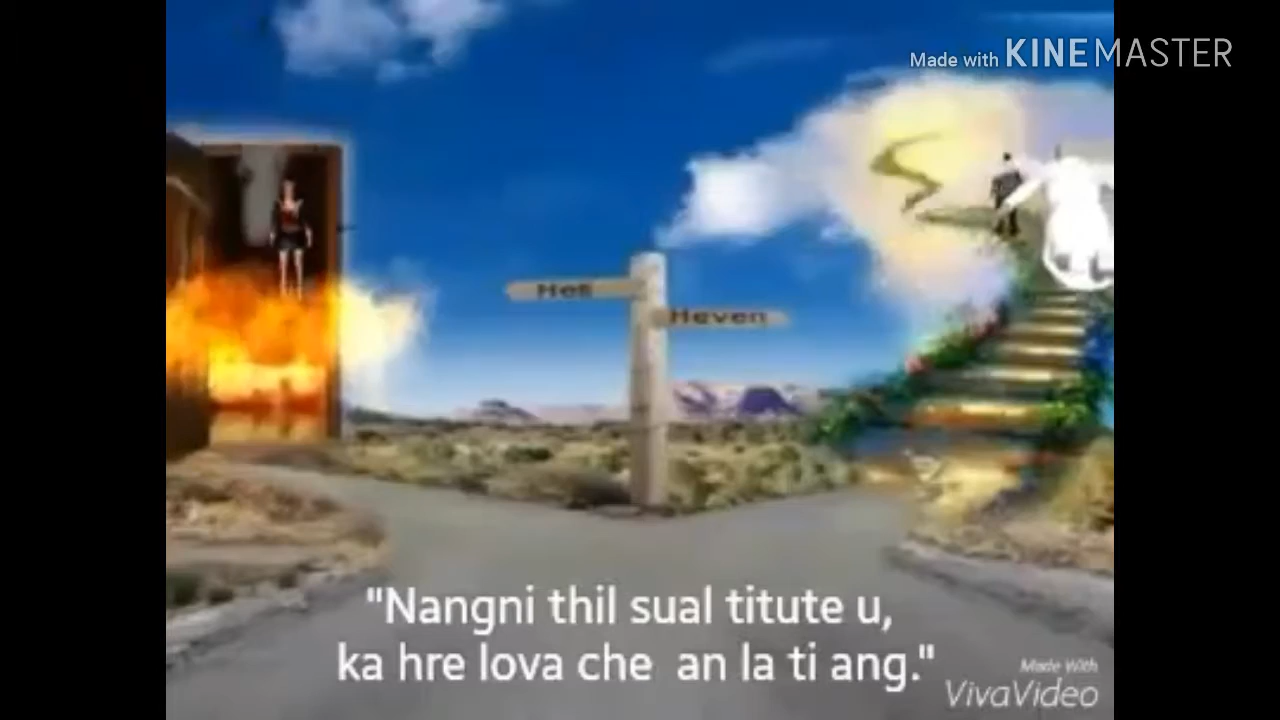 Made with KINEMASTER
Hell
Heven
"Nangni thil sual titute u,
ka hre lova che an la ti ang."
Made With
VivaVideo